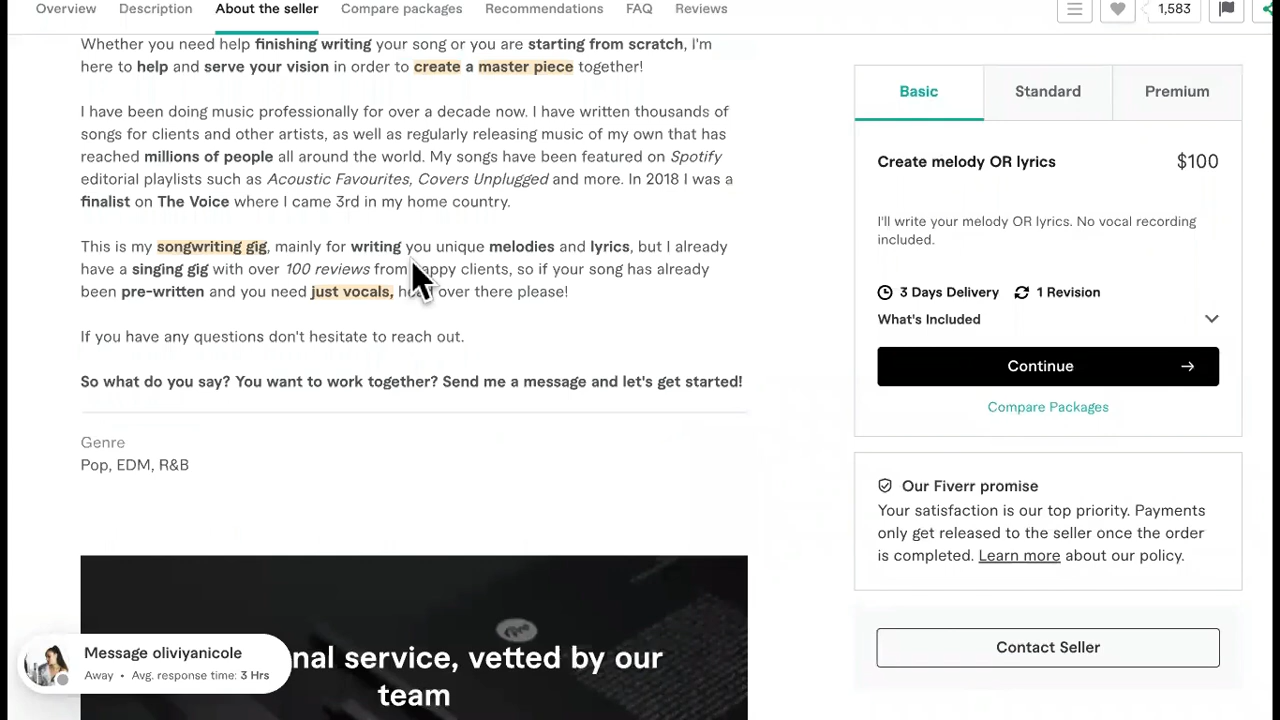 Overview Description About the seller Compare packages Recommendations FAQ Reviews 1,583
Whether you need help finishing writing your song or you are starting from scratch, I'm
here to help and serve your vision in order to create a master piece together!
I have been doing music professionally for over a decade now. I have written thousands of
songs for clients and other artists, as well as regularly releasing music of my own that has
reached millions of people all around the world. My songs have been featured on Spotify
editorial playlists such as Acoustic Favourites, Covers Unplugged and more. In 2018 I was a
finalist on The Voice where I came 3rd in my home country.
This is my songwriting gig, mainly for writing you unique melodies and lyrics, but I already
have a singing gig with over 100 reviews from happy clients, so if your song has already
been pre-written and you need just vocals, head over there please!
If you have any questions don't hesitate to reach out.
So what do you say? You want to work together? Send me a message and let's get started!
Genre
Pop, EDM, R&B
nal service, vetted by our
team
Message oliviyanicole
Away • Avg. response time: 3 Hrs
Basic Standard Premium
Create melody OR lyrics $100
I'll write your melody OR lyrics. No vocal recording
included.
3 Days Delivery 1 Revision
What's Included
Continue
Compare Packages
Our Fiverr promise
Your satisfaction is our top priority. Payments
only get released to the seller once the order
is completed. Learn more about our policy.
Contact Seller